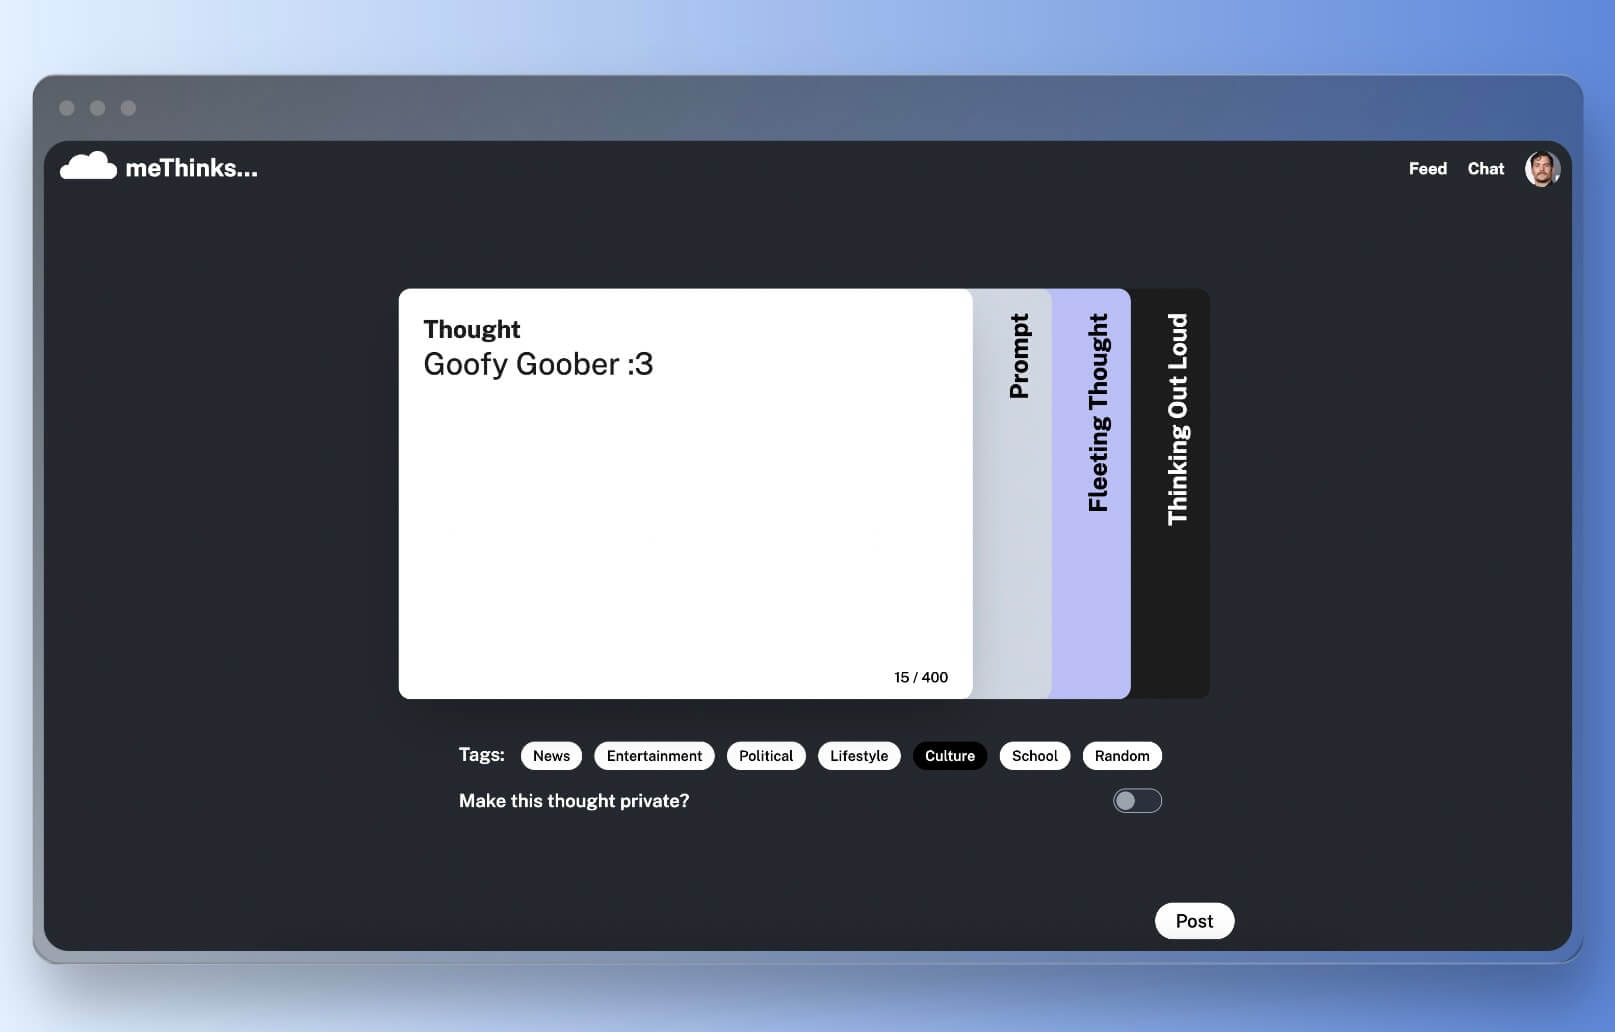 meThinks...
Feed
Chat
Thought
Goofy Goober :3
15 / 400
Prompt
Fleeting Thought
Thinking Out Loud
Tags:
News
Entertainment
Political
Lifestyle
Culture
School
Random
Make this thought private?
Post